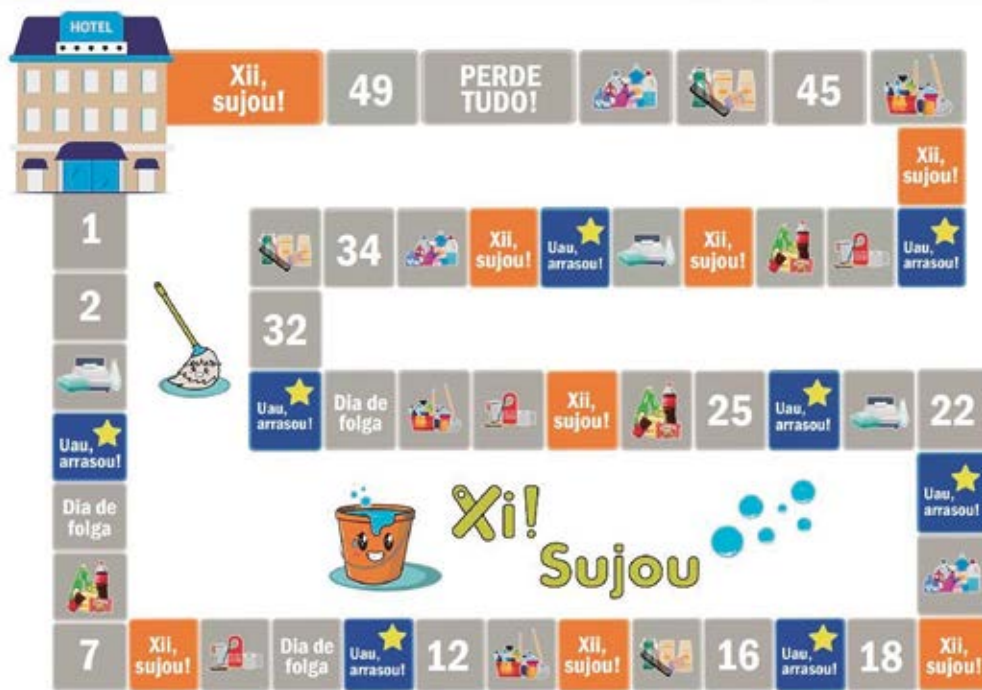 HOTEL
Xii,
sujou!
49
PERDE
TUDO!
45
Xii,
sujou!
1
34
Xii,
sujou!
Uau,
arrasou!
Xii,
sujou!
Uau,
arrasou!
2
32
Uau,
arrasou!
Dia de
folga
Xii,
sujou!
25
Uau,
arrasou!
22
Uau,
arrasou!
Uau,
arrasou!
Dia de
folga
Xi!
Sujou
7
Xii,
sujou!
Dia de
folga
Uau,
arrasou!
12
Xii,
sujou!
16
Uau,
arrasou!
18
Xii,
sujou!